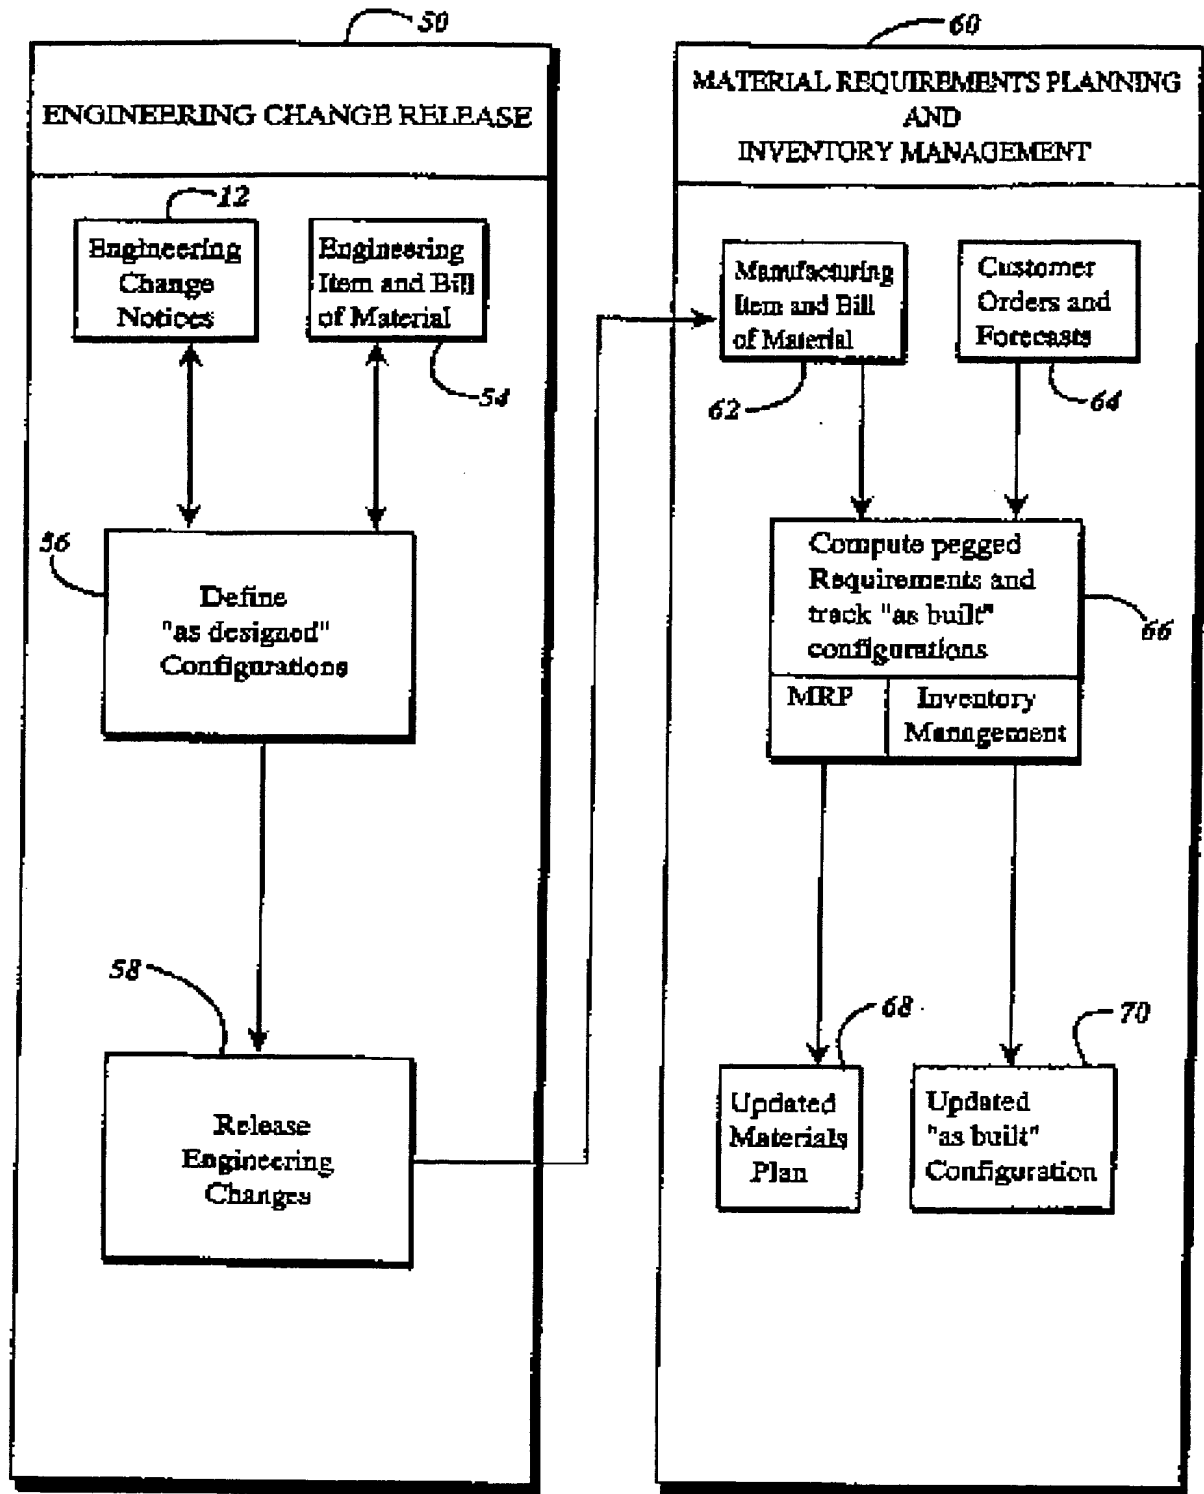 50
ENGINEERING CHANGE RELEASE
12
Engineering
Change
Notices
Engineering
Item and Bill
of Material
54
56
Define
"as designed"
Configurations
58
Release
Engineering
Changes
60
MATERIAL REQUIREMENTS PLANNING
AND
INVENTORY MANAGEMENT
Manufacturing
Item and Bill
of Material
62
Customer
Orders and
Forecasts
64
Compute pegged
Requirements and
track "as built"
configurations
66
MRP
Inventory
Management
68
Updated
Materials
Plan
70
Updated
"as built"
Configuration